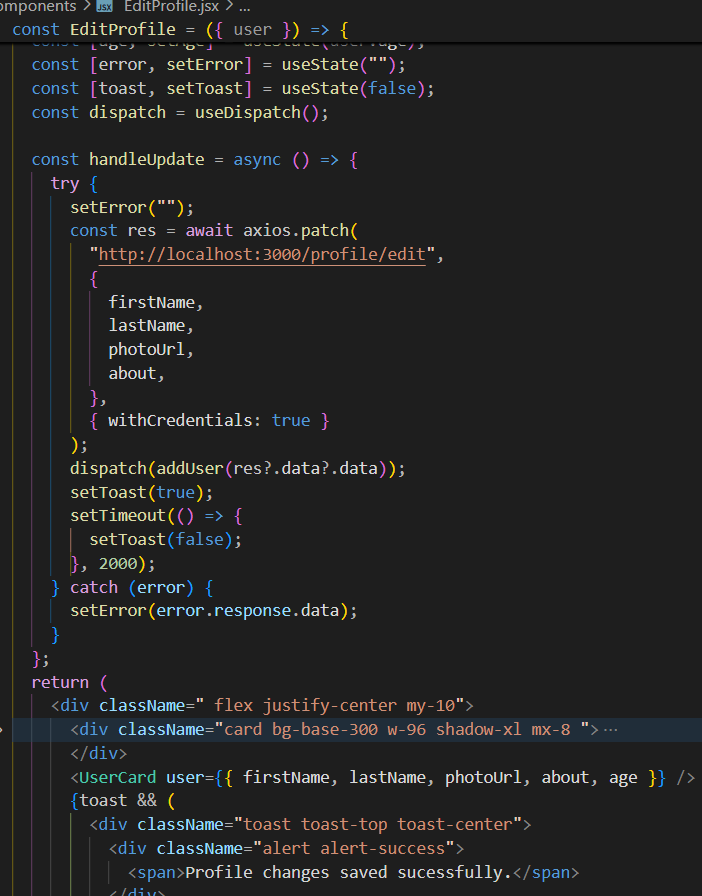 omponents > JSX EditProfile.jsx > ...
const EditProfile = ({ user }) => {
const [age, setAge] = useState(user.age);
const [error, setError] = useState("");
const [toast, setToast] = useState(false);
const dispatch = useDispatch();
const handleUpdate = async () => {
try {
setError("");
const res = await axios.patch(
"http://localhost:3000/profile/edit",
{
firstName,
lastName,
photoUrl,
about,
},
{ withCredentials: true }
);
dispatch(addUser(res?.data?.data));
setToast(true);
setTimeout(() => {
setToast(false);
}, 2000);
} catch (error) {
setError(error.response.data);
}
};
return (
<div className=" flex justify-center my-10">
<div className="card bg-base-300 w-96 shadow-xl mx-8 ">···
</div>
<UserCard user={{ firstName, lastName, photoUrl, about, age }} />
{toast && (
<div className="toast toast-top toast-center">
<div className="alert alert-success">
<span>Profile changes saved sucessfully.</span>
</div>